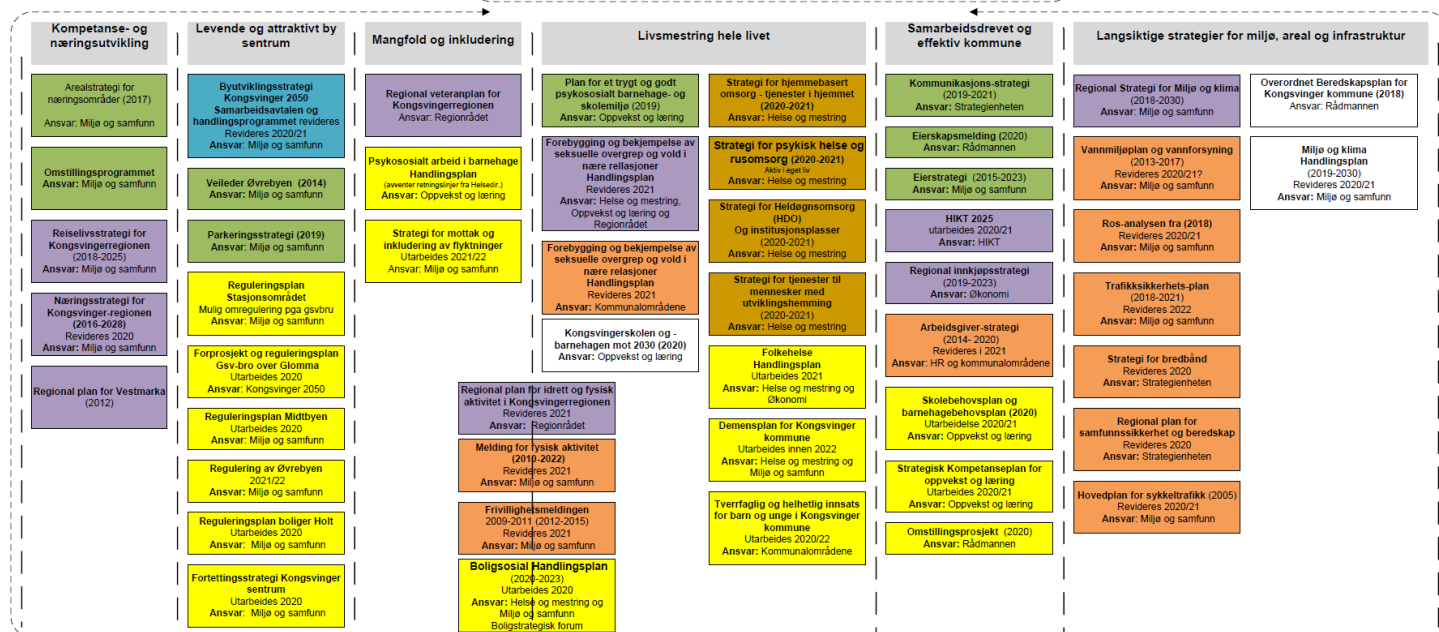 Kompetanse- og
næringsutvikling
Arealstrategi for
næringsområder (2017)
Ansvar: Miljø og samfunn
Omstillingsprogrammet
Ansvar: Miljø og samfunn
Reiselivsstrategi for
Kongsvingerregionen
(2018-2025)
Ansvar: Miljø og samfunn
Næringsstrategi for
Kongsvinger-regionen
(2016-2028)
Revideres 2020
Ansvar: Miljø og samfunn
Regional plan for Vestmarka
(2012)
Levende og attraktivt by
sentrum
Byutviklingsstrategi
Kongsvinger 2050
Samarbeidsavtalen og
handlingsprogrammet revideres
Revideres 2020/21
Ansvar: Miljø og samfunn
Veileder Øvrebyen (2014)
Ansvar: Miljø og samfunn
Parkeringsstrategi (2019)
Ansvar: Miljø og samfunn
Reguleringsplan
Stasjonsområdet
Mulig omregulering pga gsvbru
Ansvar: Miljø og samfunn
Forprosjekt og reguleringsplan
Gsv-bro over Glomma
Utarbeides 2020
Ansvar: Kongsvinger 2050
Reguleringsplan Midtbyen
Utarbeides 2020
Ansvar: Miljø og samfunn
Regulering av Øvrebyen
2021/22
Ansvar: Miljø og samfunn
Reguleringsplan boliger Holt
Utarbeides 2020
Ansvar: Miljø og samfunn
Fortettingsstrategi Kongsvinger
sentrum
Utarbeides 2020
Ansvar: Miljø og samfunn
Mangfold og inkludering
Regional veteranplan for
Kongsvingerregionen
Ansvar: Regionrådet
Psykososialt arbeid i barnehage
Handlingsplan
(avventer retningslinjer fra Helsedir.)
Ansvar: Oppvekst og læring
Strategi for mottak og
inkludering av flyktninger
Utarbeides 2021/22
Ansvar: Miljø og samfunn
Livsmestring hele livet
Plan for et trygt og godt
psykososialt barnehage- og
skolemiljø (2019)
Ansvar: Oppvekst og læring
Forebygging og bekjempelse av
seksuelle overgrep og vold i
nære rellasjoner
Handlingsplan
Revideres 2021
Ansvar: Helse og mestring,
Oppvekst og læring og
Regionrådet
Forebygging og bekjempelse av
seksuelle overgrep og vold i
nære relasjoner
Handlingsplan
Revideres 2021
Ansvar: Kommunalområdene
Kongsvingerskolen og -
barnehagen mot 2030 (2020)
Ansvar: Oppvekst og læring
Regional plan for idrett og fysisk
aktivitet i Kongsvingerregionen
Revideres 2021
Ansvar: Regionrådet
Melding for fysisk aktivitet
(2010-2022)
Revideres 2021
Ansvar: Miljø og samfunn
Frivillighetsmeldingen
2009-2011 (2012-2015)
Revideres 2021
Ansvar: Miljø og samfunn
Boligsosial Handlingsplan
(2020-2023)
Utarbeides 2020
Ansvar: Helse og mestring og
Miljø og samfunn
Boligstrategisk forum
Strategi for hjemmebasert
omsorg - tjenester i hjemmet
(2020-2021)
Ansvar: Helse og mestring
Strategi for psykisk helse og
rusomsorg (2020-2021)
Aktiv i eget liv
Ansvar: Helse og mestring
Strategi for Heldøgnsomsorg
(HDO)
Og institusjonsplasser
(2020-2021)
Ansvar: Helse og mestring
Strategi for tjenester til
mennesker med
utviklingshemming
(2020-2021)
Ansvar: Helse og mestring
Folkehelse
Handlingsplan
Utarbeides 2021
Ansvar: Helse og mestring og
Økonomi
Demensplan for Kongsvinger
kommune
Utarbeides innen 2022
Ansvar: Helse og mestring og
Miljø og samfunn
Tverrfaglig og helhetlig innsats
for barn og unge i Kongsvinger
kommune
Utarbeides 2020/22
Ansvar: Kommunalområdene
Samarbeidsdrevet og
effektiv kommune
Kommunikasjons-strategi
(2019-2021)
Ansvar: Strategienheten
Eierskapsmelding (2020)
Ansvar: Rådmannen
Eierstrategi (2015-2023)
Ansvar: Miljø og samfunn
HIKT 2025
utarbeides 2020/21
Ansvar: HIKT
Regional innkjøpsstrategi
(2019-2023)
Ansvar: Økonomi
Arbeidsgiver-strategi
(2014- 2020)
Revideres i 2021
Ansvar: HR og kommunalområdene
Skolebehovsplan og
barnehagebehovsplan (2020)
Utarbeidelse 2020/21
Ansvar: Oppvekst og læring
Strategisk Kompetanseplan for
oppvekst og læring
Utarbeides 2020/21
Ansvar: Oppvekst og læring
Omstillingsprosjekt (2020)
Ansvar: Rådmannen
Langsiktige strategier for miljø, areal og infrastruktur
Regional Strategi for Miljø og klima
(2018-2030)
Ansvar: Miljø og samfunn
Vannmiljøplan og vannforsyning
(2013-2017)
Revideres 2020/21?
Ansvar: Miljø og samfunn
Ros-analysen fra (2018)
Revideres 2020/21
Ansvar: Miljø og samfunn
Trafikksikkerhets-plan
(2018-2021)
Revideres 2022
Ansvar: Miljø og samfunn
Strategi for bredbånd
Revideres 2020
Ansvar: Strategienheten
Regional plan for
samfunnssikkerhet og beredskap
Revideres 2020
Ansvar: Strategienheten
Hovedplan for sykkeltrafikk (2005)
Revideres 2020/21
Ansvar: Miljø og samfunn
Overordnet Beredskapsplan for
Kongsvinger kommune (2018)
Ansvar: Rådmannen
Miljø og klima
Handlingsplan
(2019-2030)
Revideres 2020/21
Ansvar: Miljø og samfunn